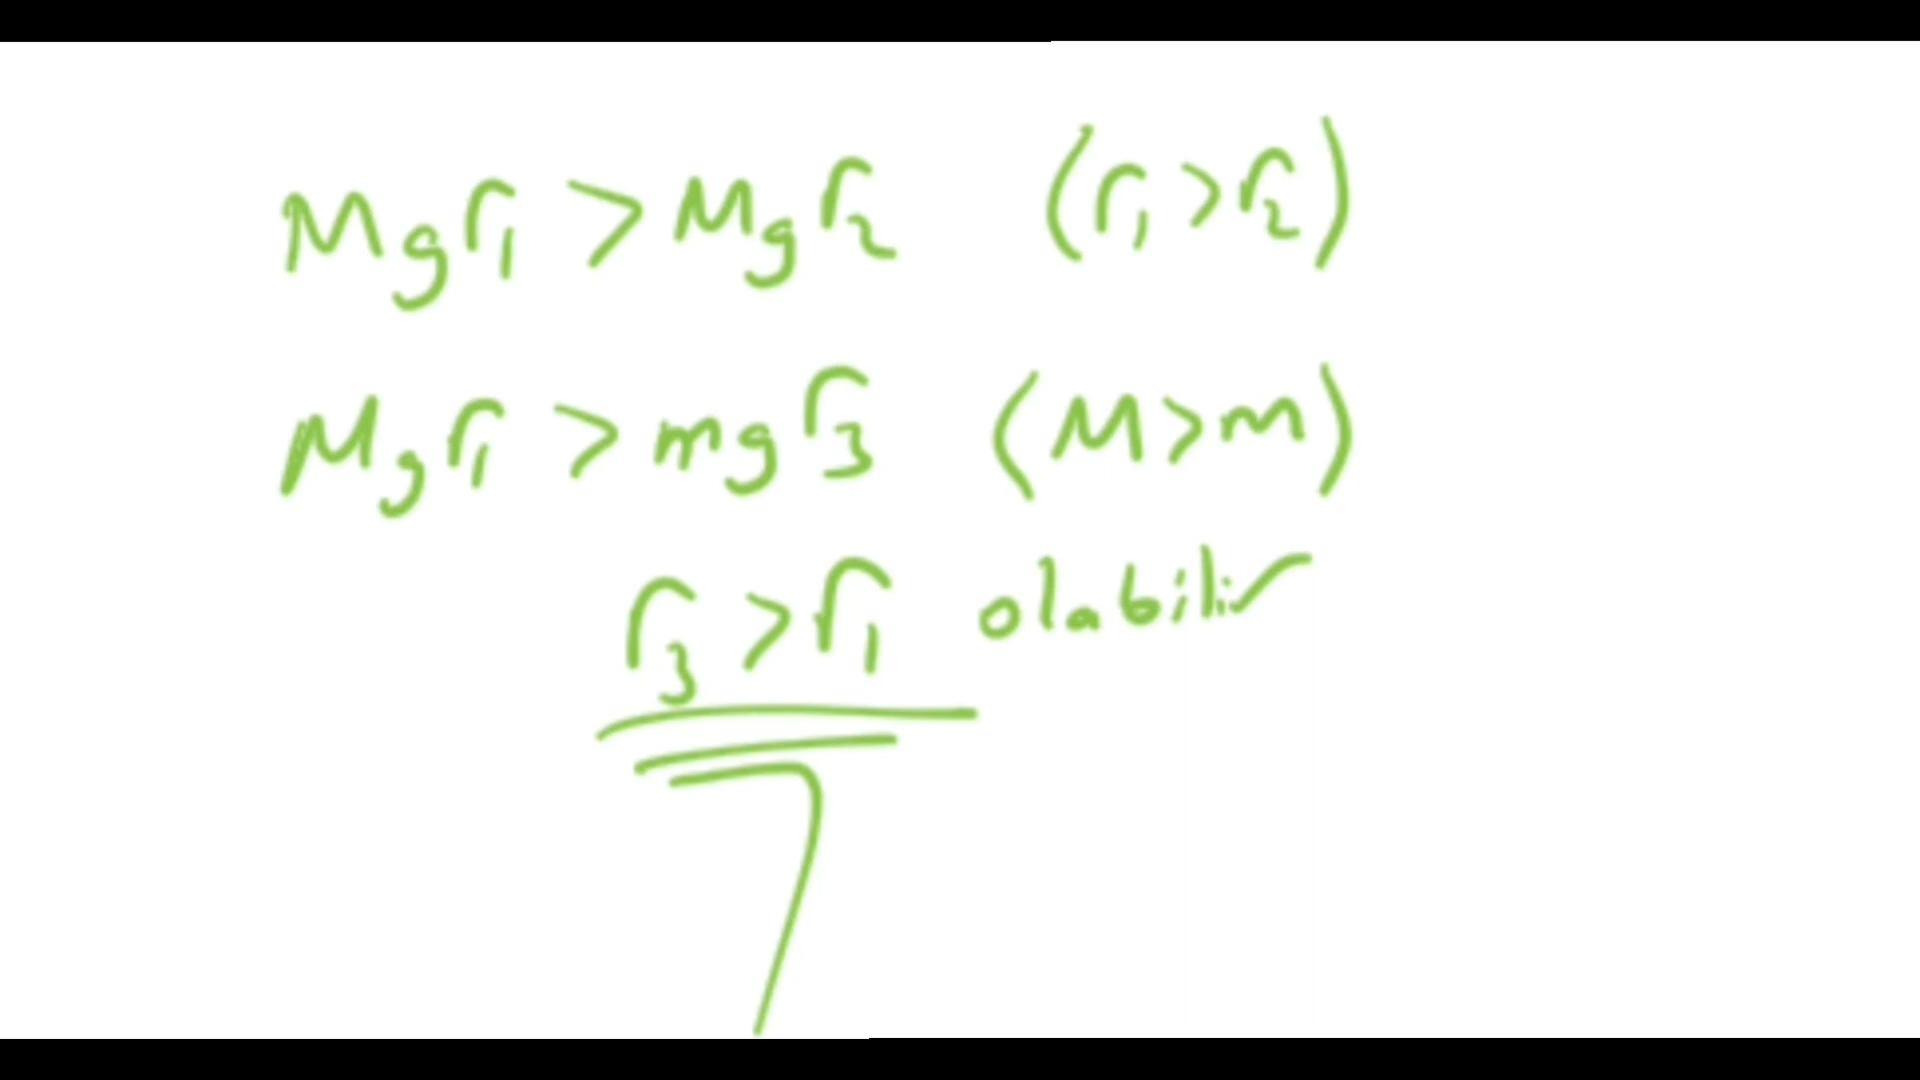 Mgr₁ > Mgr₂ (r₁ > r₂)
Mgr₁ > mgr₃ (M > m)
r₃ > r₁ olabilir